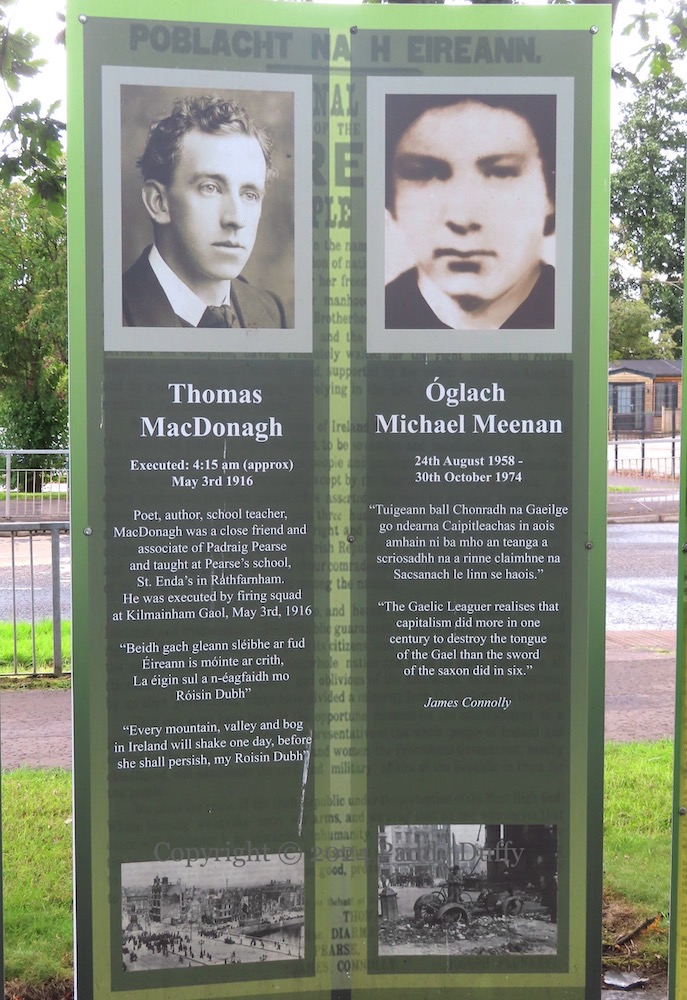 POBLACHT NA H EIREANN.
Thomas
MacDonagh
Executed: 4:15 am (approx)
May 3rd 1916
Poet, author, school teacher,
MacDonagh was a close friend and
associate of Padraig Pearse
and taught at Pearse's school,
St. Enda's in Rathfarnham.
He was executed by firing squad
at Kilmainham Gaol, May 3rd, 1916
"Beidh gach gleann sléibhe ar fud
Éireann is móinte ar crith,
La éigin sul a n-éagfaidh mo
Róisin Dubh"
"Every mountain, valley and bog
in Ireland will shake one day, before
she shall persish, my Roisin Dubh"
Óglach
Michael Meenan
24th August 1958 -
30th October 1974
"Tuigeann ball Chonradh na Gaeilge
go ndearna Caipitleachas in aois
amhain ni ba mho an teanga a
scriosadhh na a rinne claimhne na
Sacsanach le linn se haois."
"The Gaelic Leaguer realises that
capitalism did more in one
century to destroy the tongue
of the Gael than the sword
of the saxon did in six."
James Connolly
Copyright ©
Duffy